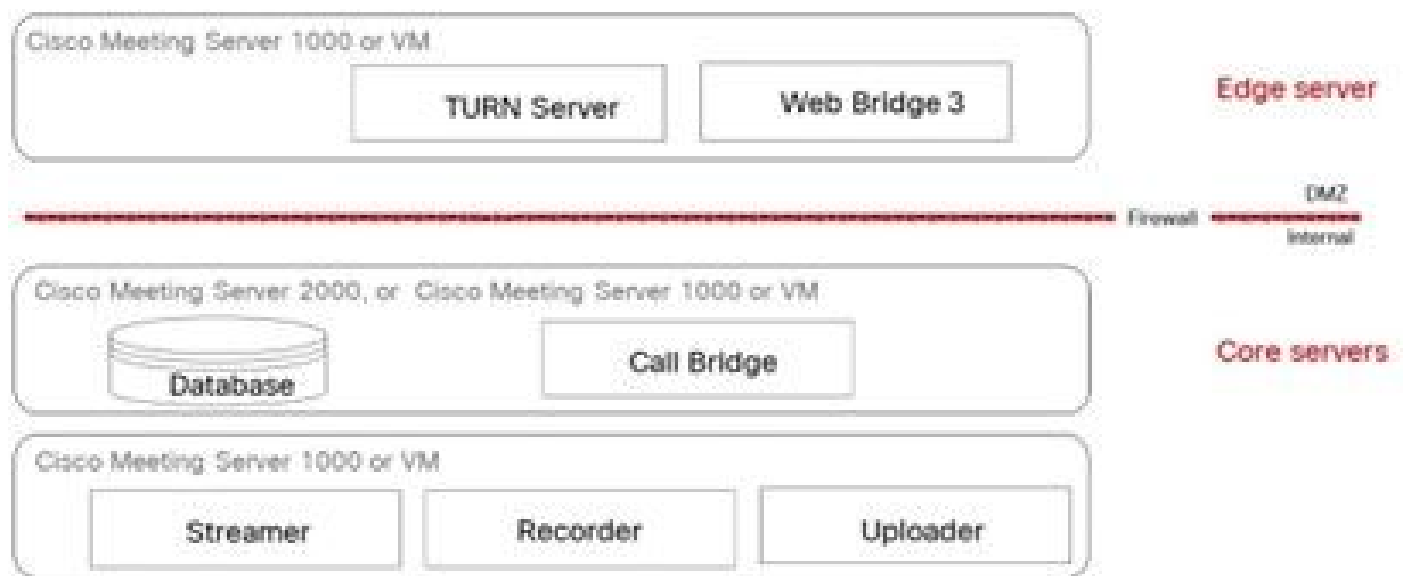 Cisco Meeting Server 1000 or VM
TURN Server
Web Bridge 3
Edge server
DMZ
Firewall
Internal
Cisco Meeting Server 2000, or Cisco Meeting Server 1000 or VM
Database
Call Bridge
Core servers
Cisco Meeting Server 1000 or VM
Streamer
Recorder
Uploader